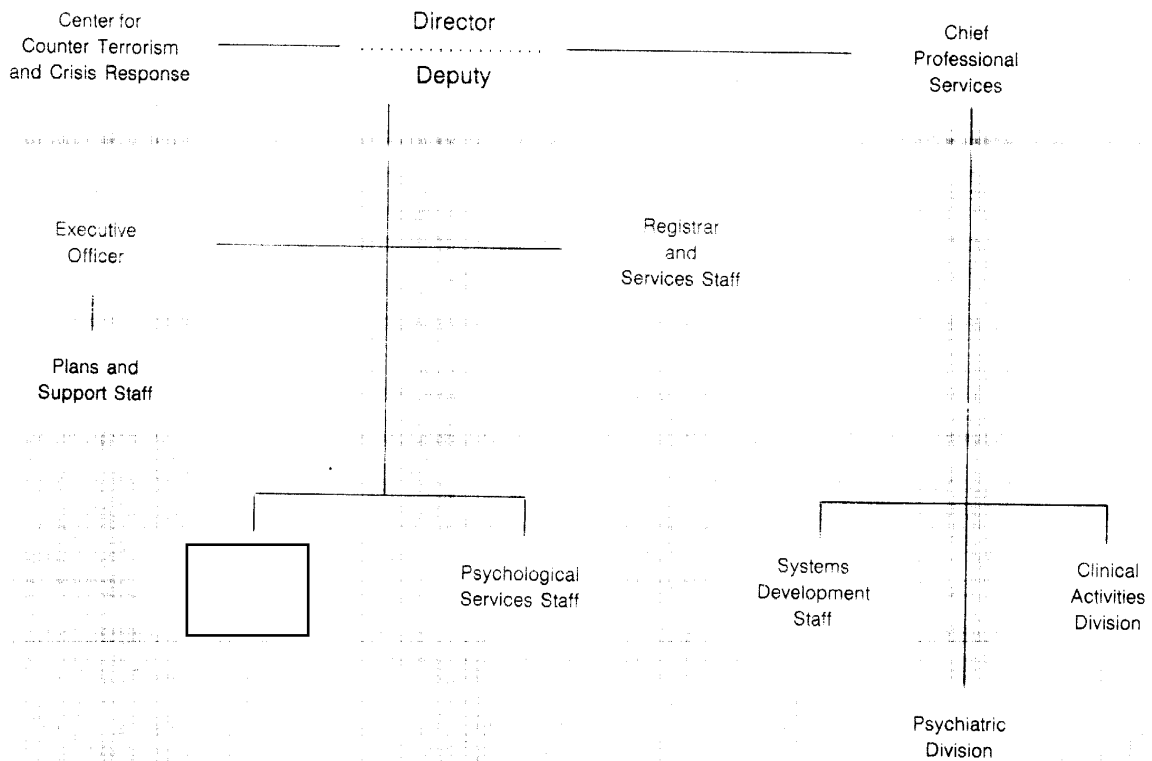 Center for
Counter Terrorism
and Crisis Response
Director
Deputy
Chief
Professional
Services
Executive
Officer
Registrar
and
Services Staff
Plans and
Support Staff
Psychological
Services Staff
Systems
Development
Staff
Clinical
Activities
Division
Psychiatric
Division